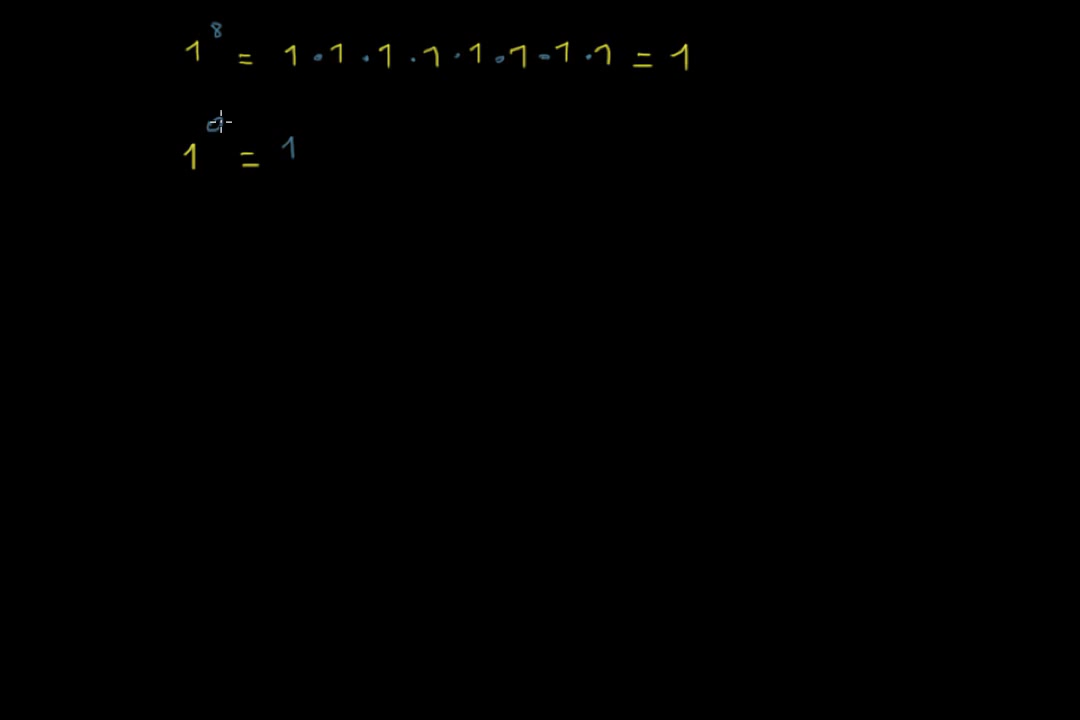 1⁸ = 1 · 1 · 1 · 1 · 1 · 1 · 1 · 1 = 1
1 = 1